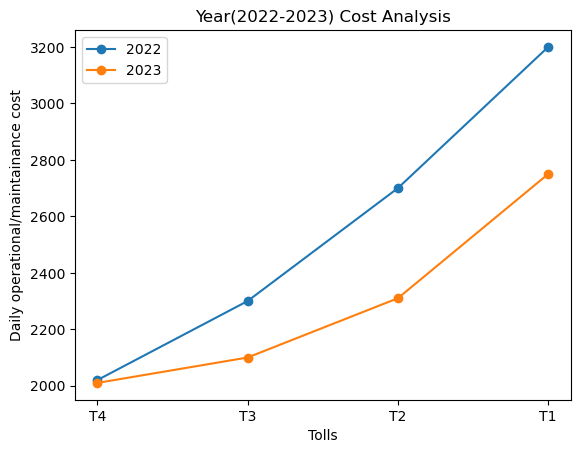 Year(2022-2023) Cost Analysis
2022
2023
Daily operational/maintainance cost
3200
3000
2800
2600
2400
2200
2000
T4 T3 T2 T1
Tolls